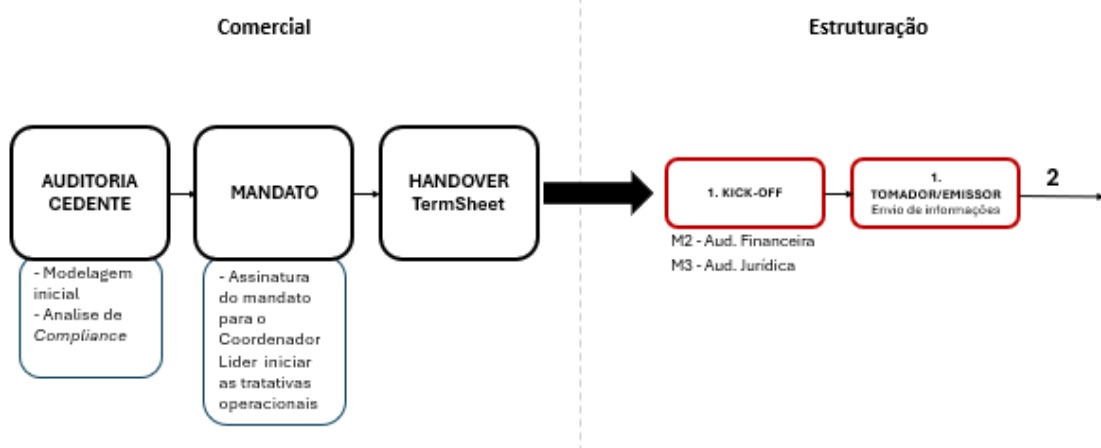 Comercial
Estruturação
AUDITORIA
CEDENTE
MANDATO
HANDOVER
TermSheet
1. KICK-OFF
1.
TOMADOR/EMISSOR
Envio de informações
2
M2 - Aud. Financeira
M3 - Aud. Jurídica
- Modelagem
inicial
- Analise de
Compliance
- Assinatura
do mandato
para o
Coordenador
Lider iniciar
as tratativas
operacionais